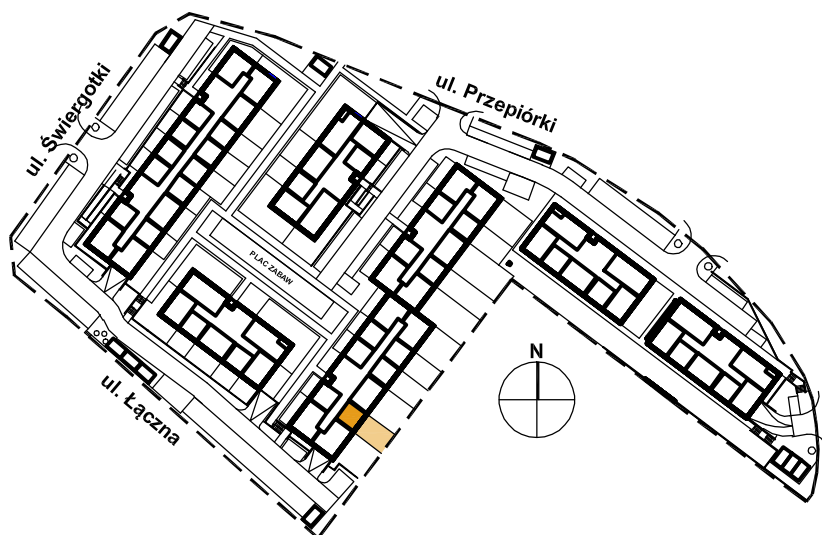 ul. Świergotki
ul. Przepiórki
PLAC ZABAW
N
ul. Łączna